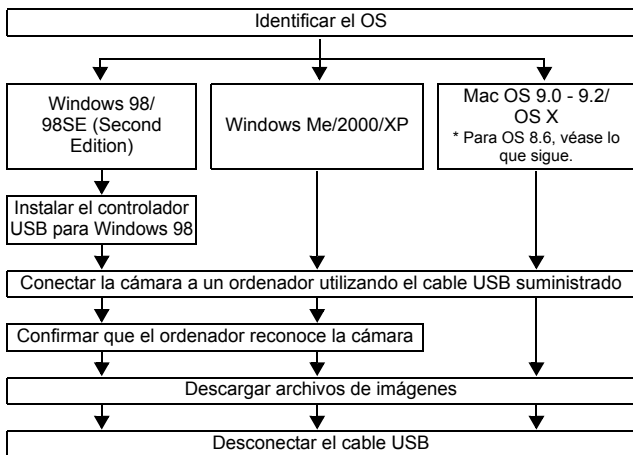 Identificar el OS
Windows 98/
98SE (Second
Edition)
Windows Me/2000/XP
Mac OS 9.0 - 9.2/
OS X
* Para OS 8.6, véase lo
que sigue.
Instalar el controlador
USB para Windows 98
Conectar la cámara a un ordenador utilizando el cable USB suministrado
Confirmar que el ordenador reconoce la cámara
Descargar archivos de imágenes
Desconectar el cable USB